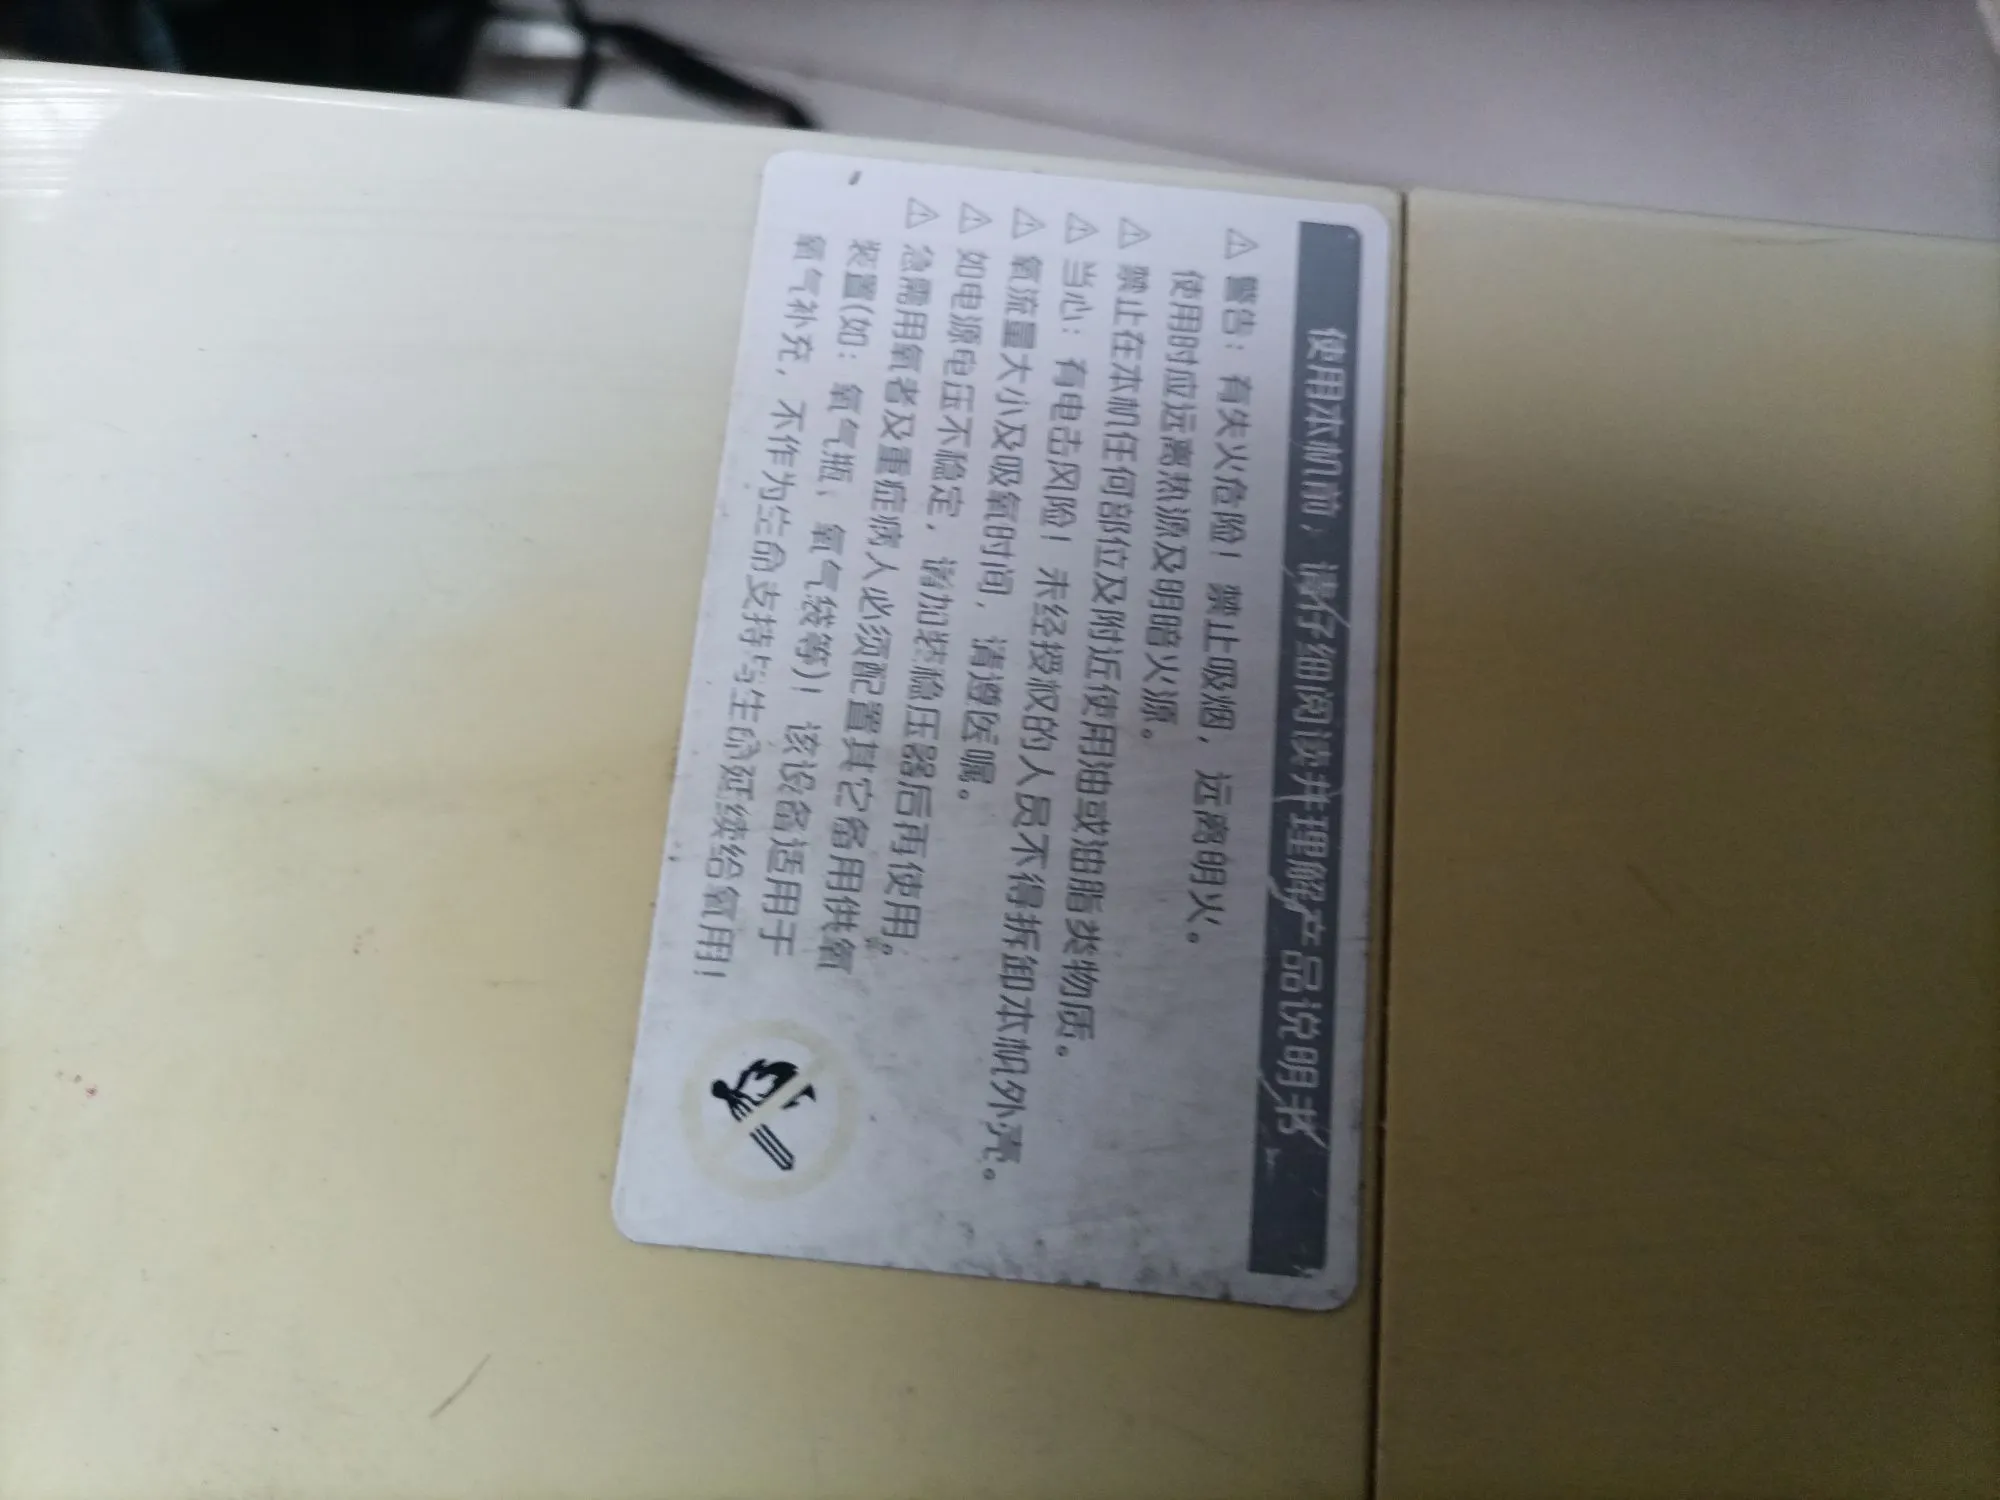 使用本机前，请仔细阅读并理解产品说明书
⚠ 警告：有失火危险！禁止吸烟，远离明火。
使用时应远离热源及明暗火源。
⚠ 禁止在本机任何部位及附近使用油或油脂类物质。
⚠ 当心：有电击风险！未经授权的人员不得拆卸本机外壳。
⚠ 氧流量大小及吸氧时间，请遵医嘱。
⚠ 如电源电压不稳定，请加装稳压器后再使用。
⚠ 急需用氧者及重症病人必须配置其它备用供氧
装置(如：氧气瓶、氧气袋等)！该设备适用于
氧气补充，不作为生命支持与生命延续给氧用！